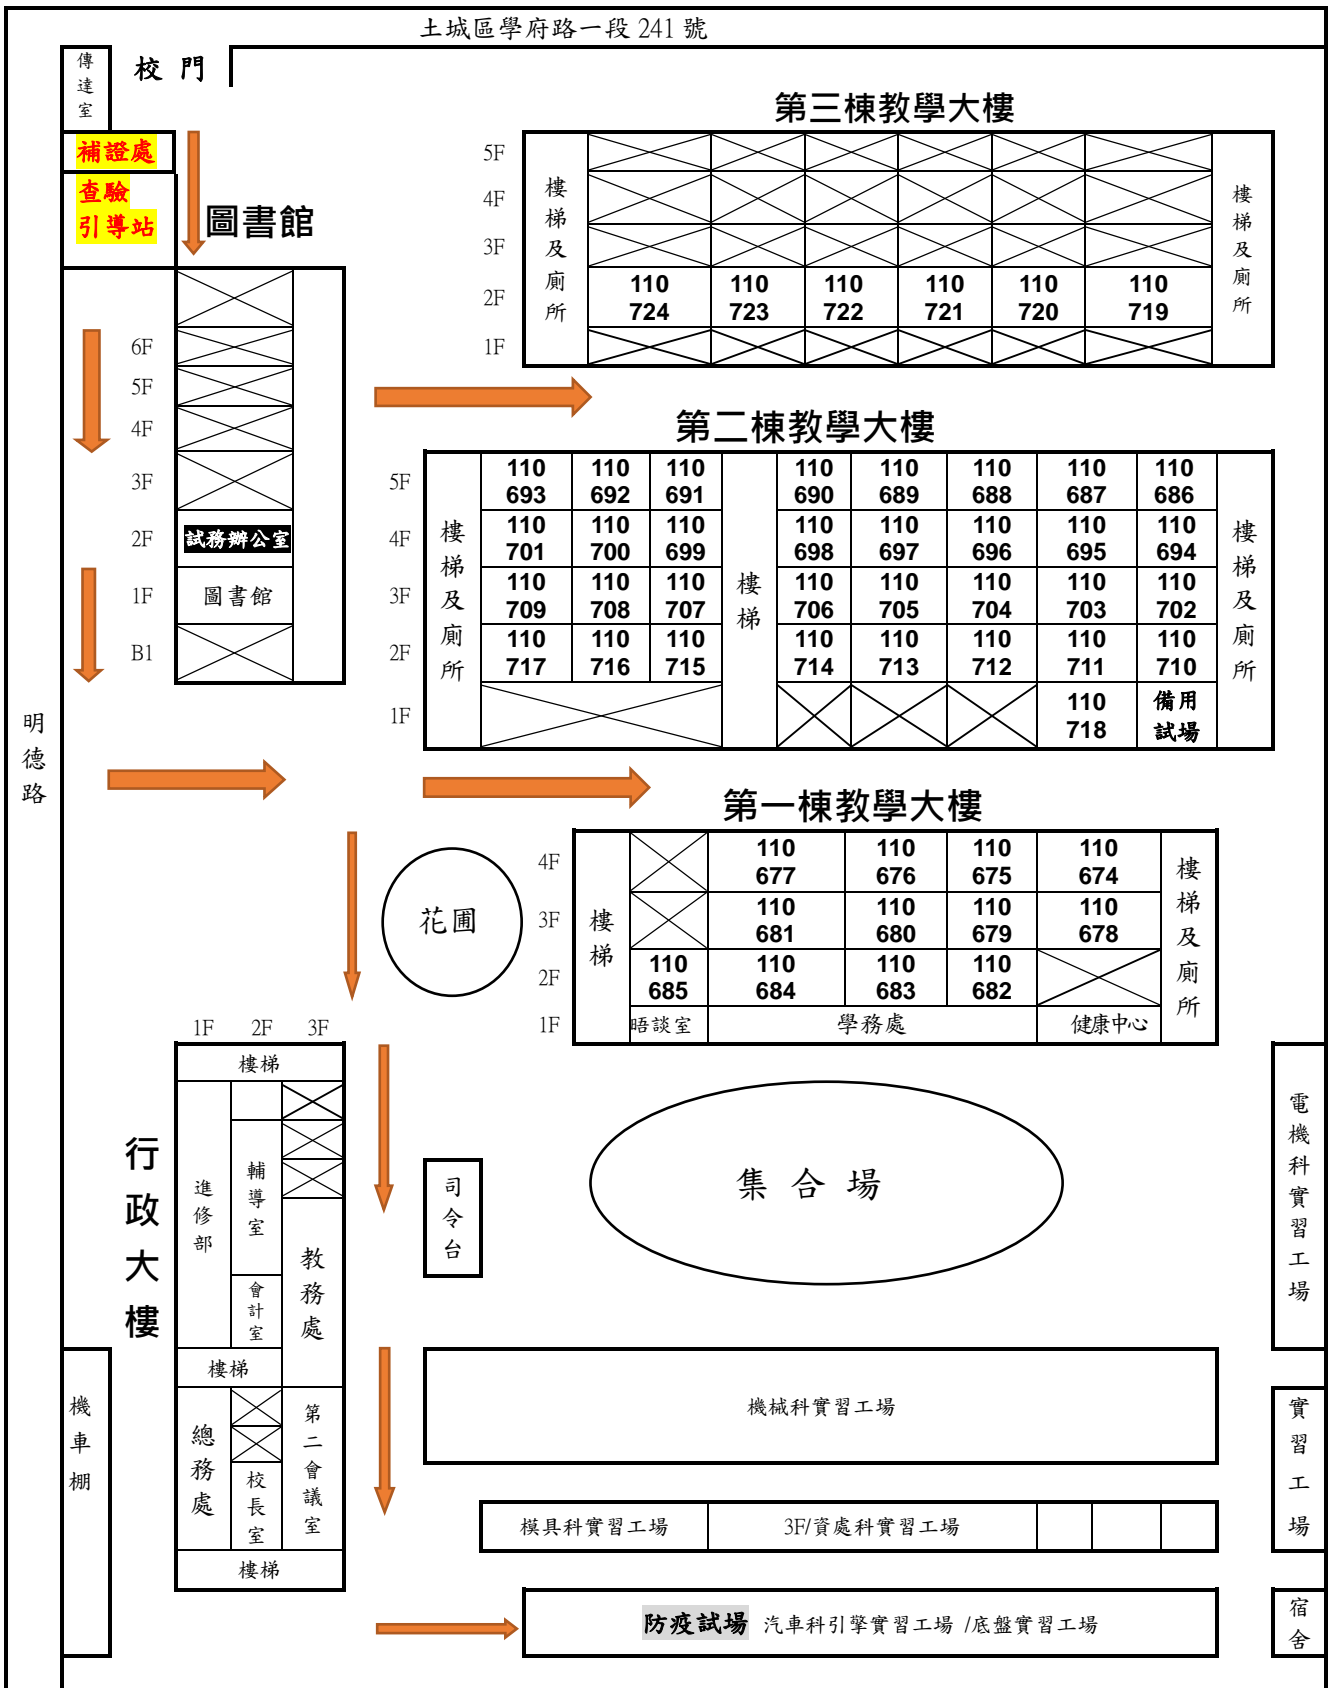 土城區學府路一段 241 號
傳達室
校 門
補證處
查驗
引導站
圖書館
第三棟教學大樓
5F
4F
3F
2F
1F
樓梯及廁所
110 110 110 110 110 110
724 723 722 721 720 719
樓梯及廁所
6F
5F
4F
3F
2F 試務辦公室
1F 圖書館
B1
第二棟教學大樓
樓梯及廁所
樓梯
樓梯及廁所
5F 110 110 110 110 110 110 110 110
693 692 691 690 689 688 687 686
4F 110 110 110 110 110 110 110 110
701 700 699 698 697 696 695 694
3F 110 110 110 110 110 110 110 110
709 708 707 706 705 704 703 702
2F 110 110 110 110 110 110 110 110
717 716 715 714 713 712 711 710
1F 110 備用
718 試場
明德路
第一棟教學大樓
樓梯
樓梯及廁所
4F 110 110 110 110
677 676 675 674
3F 110 110 110 110
681 680 679 678
2F 110 110 110 110
685 684 683 682
1F 晤談室 學務處 健康中心
花圃
1F 2F 3F
樓梯
行政大樓
進修部
輔導室
會計室
教務處
樓梯
總務處
校長室
第二會議室
樓梯
司令台
集 合 場
電機科實習工場
機車棚
機械科實習工場
實習工場
模具科實習工場 3F/資處科實習工場
防疫試場 汽車科引擎實習工場 /底盤實習工場
宿舍